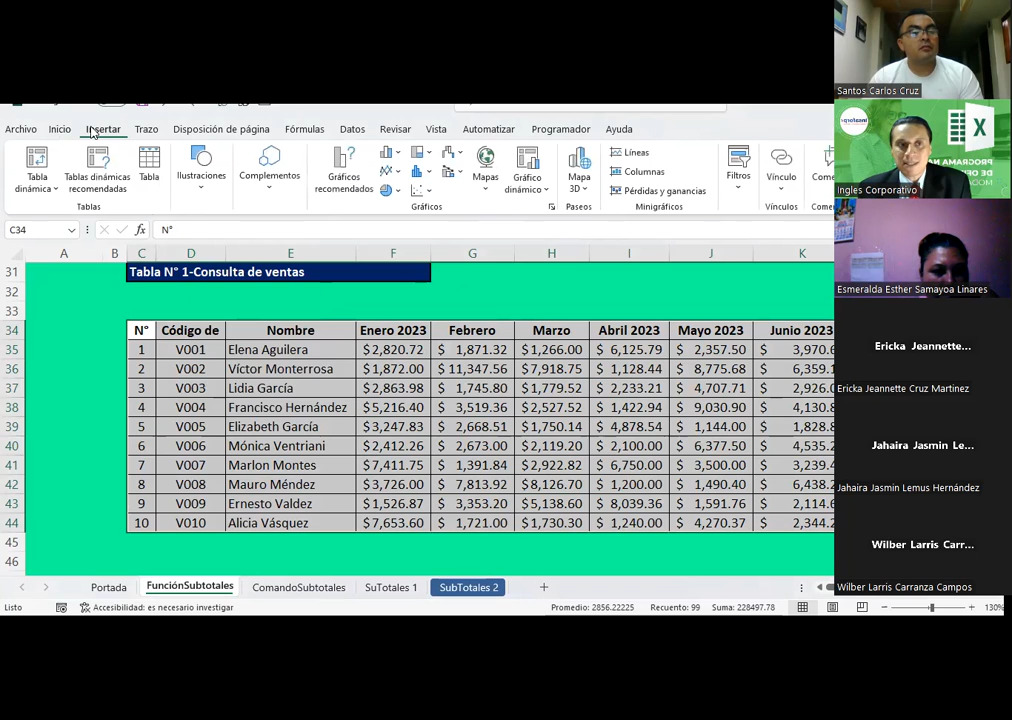 Archivo Inicio Insertar Trazo Disposición de página Fórmulas Datos Revisar Vista Automatizar Programador Ayuda
Tabla dinámica
Tablas dinámicas recomendadas
Tabla
Ilustraciones
Complementos
Gráficos recomendados
Mapas
Gráfico dinámico
Mapa 3D
Líneas
Columnas
Pérdidas y ganancias
Filtros
Vínculo
Tablas Gráficos Paseos Minigráficos Vínculos
C34 fx N°
A B C D E F G H I J K
31 Tabla N° 1-Consulta de ventas
32
33
34 N° Código de Nombre Enero 2023 Febrero Marzo Abril 2023 Mayo 2023 Junio 2023
35 1 V001 Elena Aguilera $2,820.72 $ 1,871.32 $1,266.00 $ 6,125.79 $ 2,357.50 $ 3,970.6
36 2 V002 Víctor Monterrosa $1,872.00 $11,347.56 $7,918.75 $ 1,128.44 $ 8,775.68 $ 6,359.1
37 3 V003 Lidia García $2,863.98 $ 1,745.80 $1,779.52 $ 2,233.21 $ 4,707.71 $ 2,926.0
38 4 V004 Francisco Hernández $5,216.40 $ 3,519.36 $2,527.52 $ 1,422.94 $ 9,030.90 $ 4,130.8
39 5 V005 Elizabeth García $3,247.83 $ 2,668.51 $1,750.14 $ 4,878.54 $ 1,144.00 $ 1,828.8
40 6 V006 Mónica Ventriani $2,412.26 $ 2,673.00 $2,119.20 $ 2,100.00 $ 6,377.50 $ 4,535.2
41 7 V007 Marlon Montes $7,411.75 $ 1,391.84 $2,922.82 $ 6,750.00 $ 3,500.00 $ 3,239.4
42 8 V008 Mauro Méndez $3,726.00 $ 7,813.92 $8,126.70 $ 1,200.00 $ 1,490.40 $ 6,438.2
43 9 V009 Ernesto Valdez $1,526.87 $ 3,353.20 $5,138.60 $ 8,039.36 $ 1,591.76 $ 2,114.6
44 10 V010 Alicia Vásquez $7,653.60 $ 1,721.00 $1,730.30 $ 1,240.00 $ 4,270.37 $ 2,344.2
45
46
Portada FunciónSubtotales ComandoSubtotales SuTotales 1 SubTotales 2
Listo Accesibilidad: es necesario investigar Promedio: 2856.22225 Recuento: 99 Suma: 228497.78 130%
Santos Carlos Cruz
Ingles Corporativo
Esmeralda Esther Samayoa Linares
Ericka Jeannette...
Ericka Jeannette Cruz Martinez
Jahaira Jasmin Le...
Jahaira Jasmin Lemus Hernández
Wilber Larris Carr...
Wilber Larris Carranza Campos